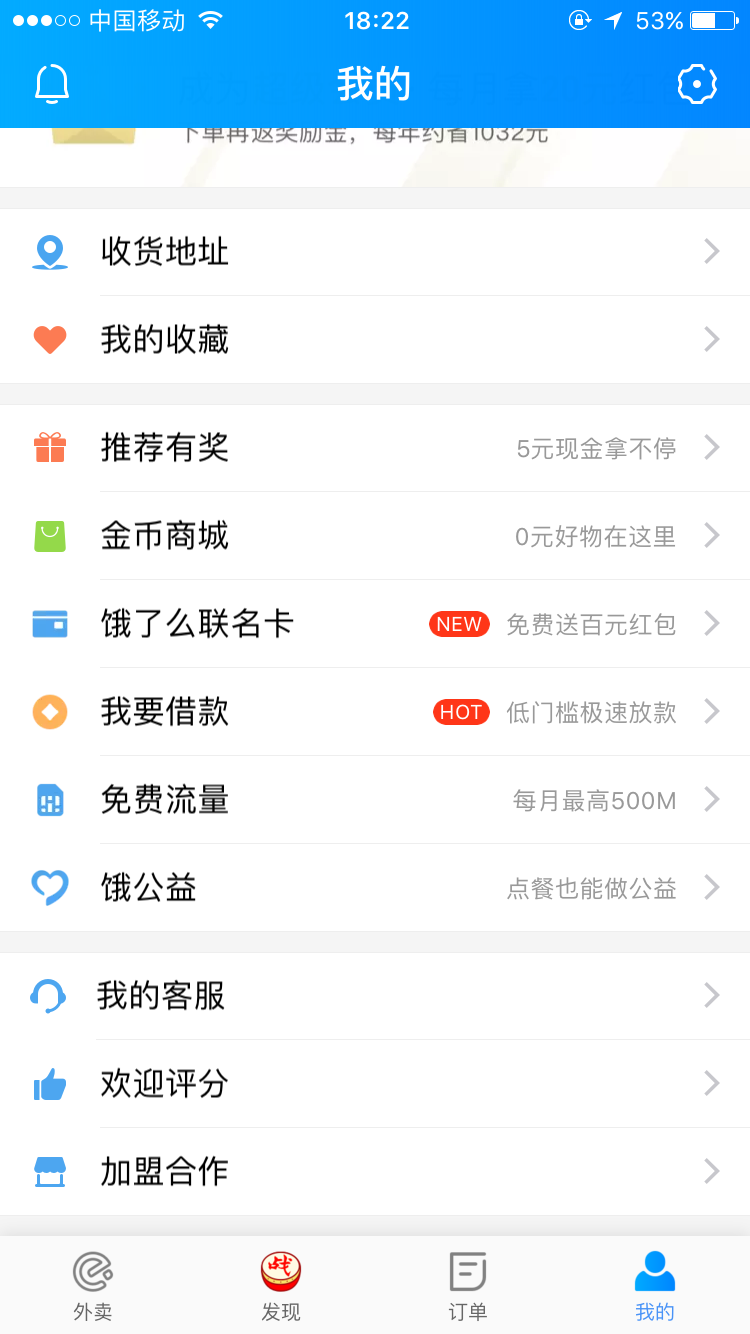 中国移动 18:22 53%
我的
下单再返奖励金，每年约省1032元
收货地址
我的收藏
推荐有奖 5元现金拿不停
金币商城 0元好物在这里
饿了么联名卡 NEW 免费送百元红包
我要借款 HOT 低门槛极速放款
免费流量 每月最高500M
饿公益 点餐也能做公益
我的客服
欢迎评分
加盟合作
战
外卖 发现 订单 我的